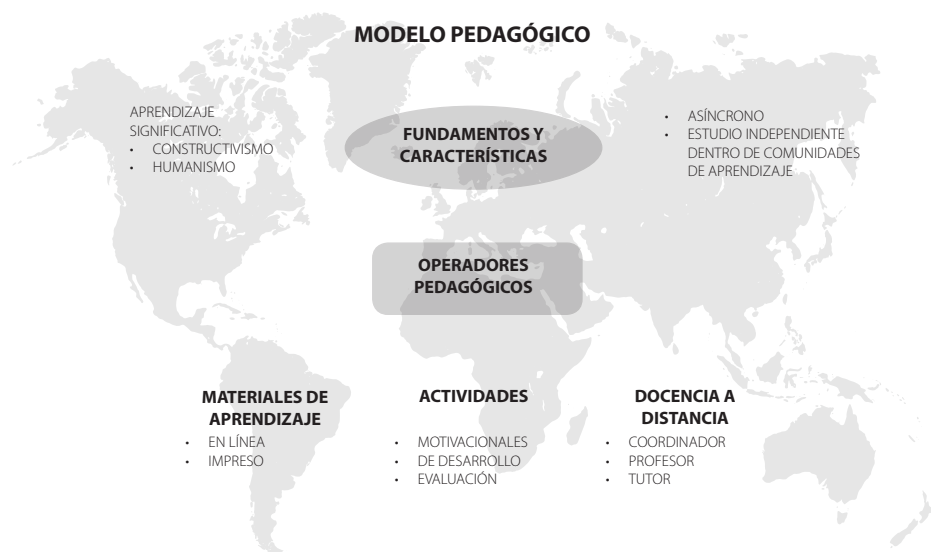 MODELO PEDAGÓGICO
APRENDIZAJE
SIGNIFICATIVO:
• CONSTRUCTIVISMO
• HUMANISMO
FUNDAMENTOS Y
CARACTERÍSTÍCAS
• ASÍNCRONO
• ESTUDIO INDEPENDIENTE
DENTRO DE COMUNIDADES
DE APRENDIZAJE
OPERADORES
PEDAGÓGICOS
MATERIALES DE
APRENDIZAJE
• EN LÍNEA
• IMPRESO
ACTIVIDADES
• MOTIVACIONALES
• DE DESARROLLO
• EVALUACIÓN
DOCENCIA A
DISTANCIA
• COORDINADOR
• PROFESOR
• TUTOR